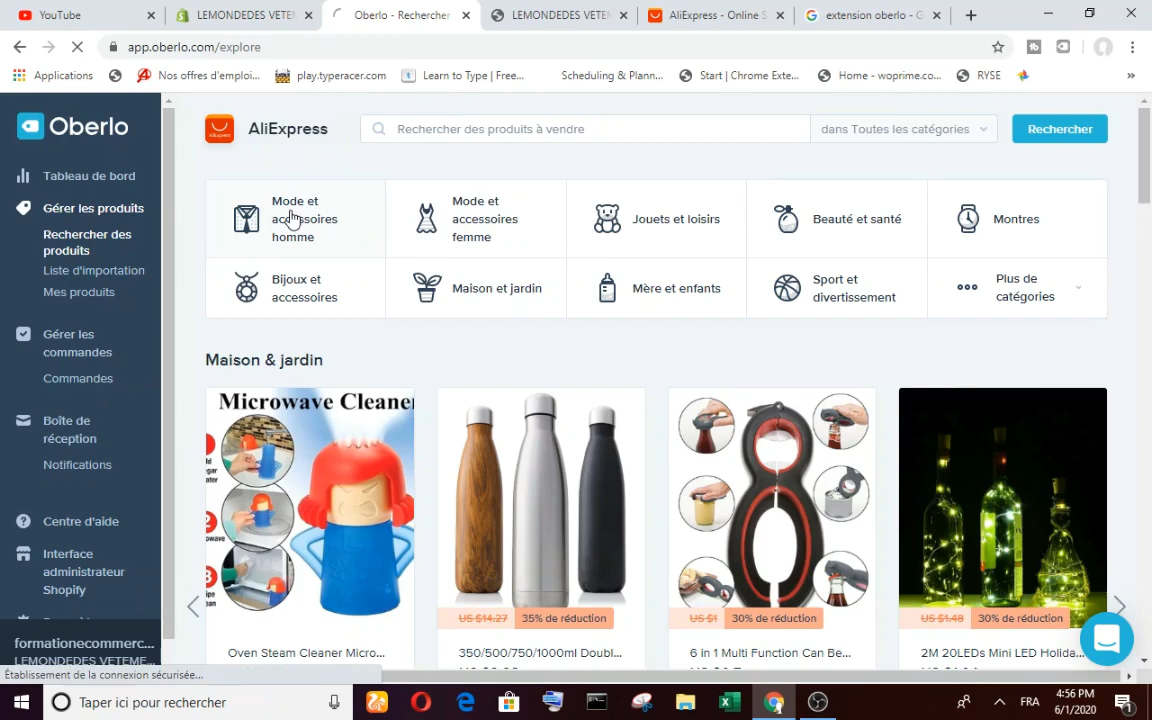 YouTube
LEMONDEDES VETEM
Oberlo - Rechercher
LEMONDEDES VETEM
AliExpress - Online S
extension oberlo - G
app.oberlo.com/explore
Applications
Nos offres d'emploi...
play.typeracer.com
Learn to Type | Free...
Scheduling & Plann...
Start | Chrome Exte...
Home - woprime.co...
RYSE
»
Oberlo
Tableau de bord
Gérer les produits
Rechercher des
produits
Liste d'importation
Mes produits
Gérer les
commandes
Commandes
Boîte de
réception
Notifications
Centre d'aide
Interface
administrateur
Shopify
formationecommerc...
LEMONDEDES VETEME...
AliExpress
Rechercher des produits à vendre
dans Toutes les catégories
Rechercher
Mode et
accessoires
homme
Mode et
accessoires
femme
Jouets et loisirs
Beauté et santé
Montres
Bijoux et
accessoires
Maison et jardin
Mère et enfants
Sport et
divertissement
Plus de
catégories
Maison & jardin
Microwave Cleaner
US $14.27
35% de réduction
US $1
30% de réduction
US $1.48
30% de réduction
Oven Steam Cleaner Micro...
350/500/750/1000ml Doubl...
6 in 1 Multi Function Can Be...
2M 20LEDs Mini LED Holida...
Établissement de la connexion sécurisée...
Taper ici pour rechercher
FRA
4:56 PM
6/1/2020
1